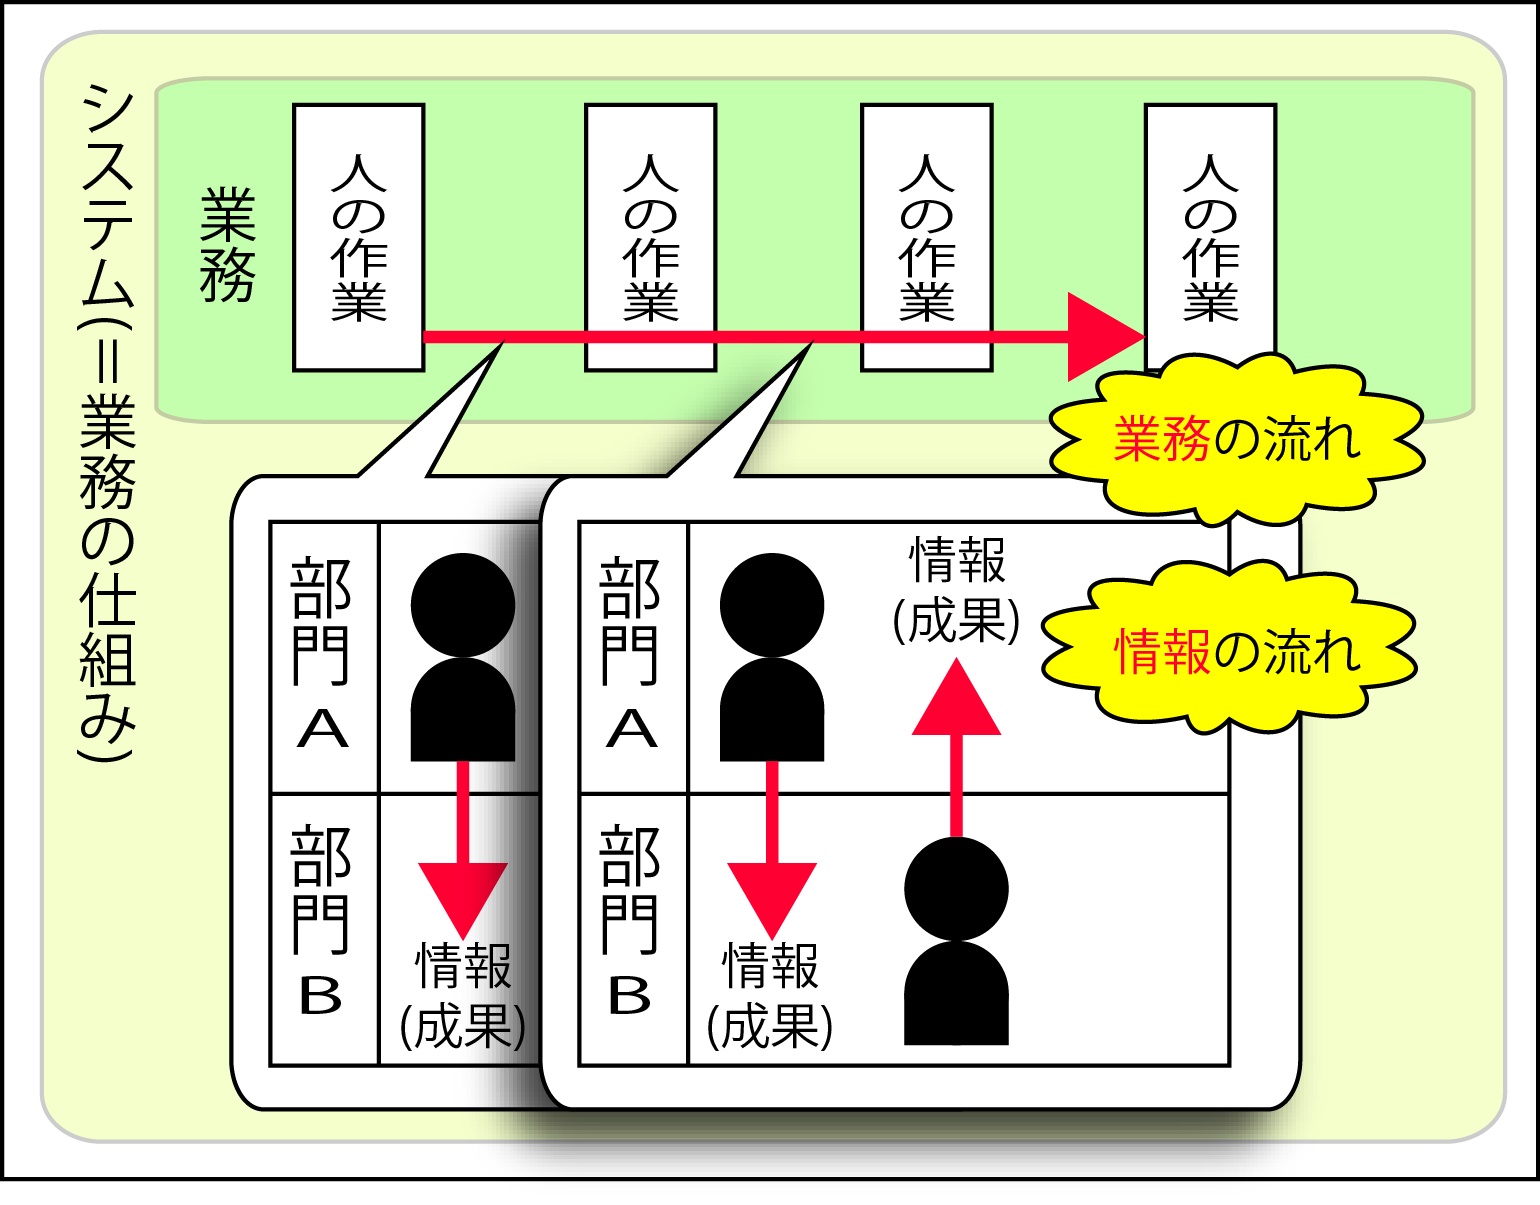 システム(＝業務の仕組み)
業務
人の作業
人の作業
人の作業
人の作業
業務の流れ
部門A
情報
(成果)
部門B
部門A
情報
(成果)
部門B
情報
(成果)
情報の流れ